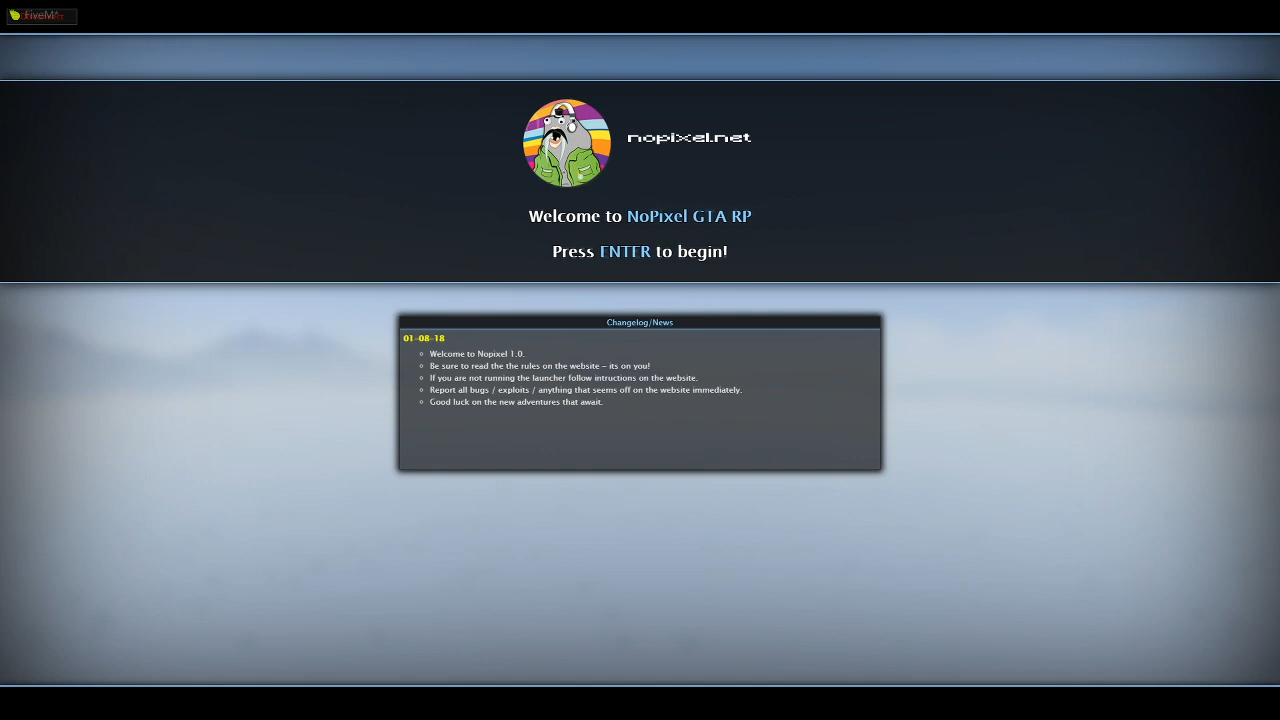 FiveM*
nopixel.net
Welcome to NoPixel GTA RP
Press ENTER to begin!
Changelog/News
01-08-18
Welcome to Nopixel 1.0.
Be sure to read the the rules on the website - its on you!
If you are not running the launcher follow intructions on the website.
Report all bugs / exploits / anything that seems off on the website immediately.
Good luck on the new adventures that await.